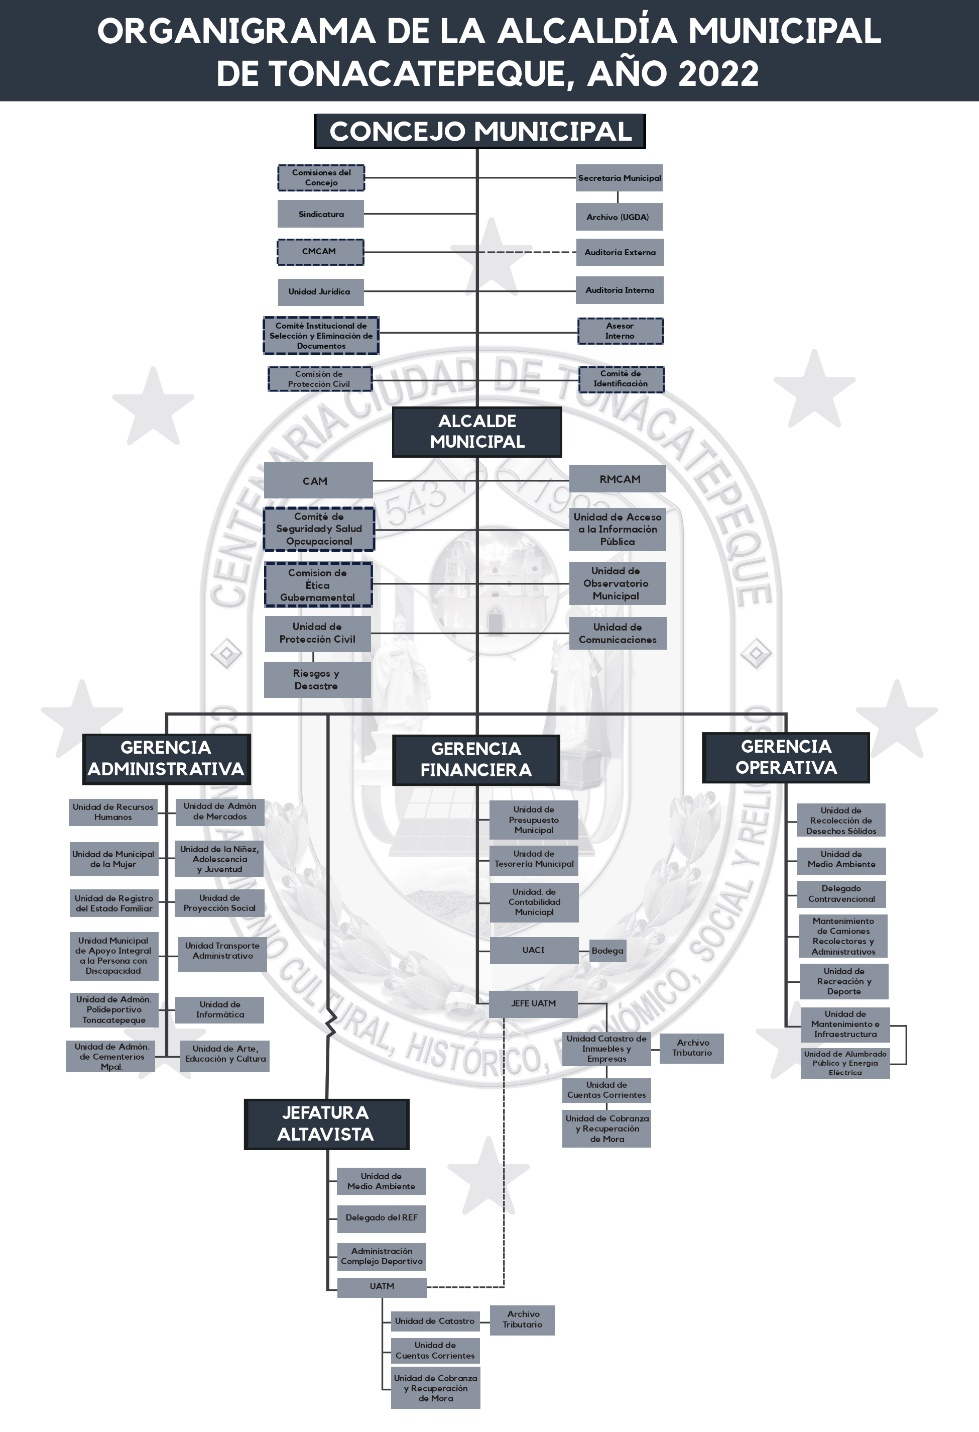 ORGANIGRAMA DE LA ALCALDÍA MUNICIPAL
DE TONACATEPEQUE, AÑO 2022
CONCEJO MUNICIPAL
Comisiones del
Concejo
Secretaría Municipal
Sindicatura
Archivo (UGDA)
CMCAM
Auditoría Externa
Unidad Jurídica
Auditoría Interna
Comité Institucional de
Selección y Eliminación de
Documentos
Asesor
Interno
Comisión de
Protección Civil
Comité de
Identificación
ALCALDE
MUNICIPAL
CAM
RMCAM
Comité de
Seguridady Salud
Opcupacional
Unidad de Acceso
a la Información
Pública
Comision de
Ética
Gubernamental
Unidad de
Observatorio
Municipal
Unidad de
Protección Civil
Unidad de
Comunicaciones
Riesgos y
Desastre
GERENCIA
ADMINISTRATIVA
Unidad de Recursos
Humanos
Unidad de Admón
de Mercados
Unidad de Municipal
de la Mujer
Unidad de la Niñez,
Adolescencia
y Juventud
Unidad de Registro
del Estado Familiar
Unidad de
Proyección Social
Unidad Municipal
de Apoyo Integral
a la Persona con
Discapacidad
Unidad Transporte
Administrativo
Unidad de Admón.
Polideportivo
Tonacatepeque
Unidad de
Informática
Unidad de Admón.
de Cementerios
Mpal.
Unidad de Arte,
Educación y Cultura
GERENCIA
FINANCIERA
Unidad de
Presupuesto
Municipal
Unidad de
Tesorería Municipal
Unidad. de
Contabilidad
Municiapl
UACI
Bodega
JEFE UATM
Unidad Catastro de
Inmuebles y
Empresas
Archivo
Tributario
Unidad de
Cuentas Corrientes
Unidad de Cobranza
y Recuperación
de Mora
GERENCIA
OPERATIVA
Unidad de
Recolección de
Desechos Sólidos
Unidad de
Medio Ambiente
Delegado
Contravencional
Mantenimiento
de Camiones
Recolectores y
Administrativos
Unidad de
Recreación y
Deporte
Unidad de
Mantenimiento e
Infraestructura
Unidad de Alumbrado
Público y Energía
Eléctrica
JEFATURA
ALTAVISTA
Unidad de
Medio Ambiente
Delegado del REF
Administración
Complejo Deportivo
UATM
Unidad de Catastro
Archivo
Tributario
Unidad de
Cuentas Corrientes
Unidad de Cobranza
y Recuperación
de Mora
CENTENARIA CIUDAD DE TONACATEPEQUE
1543